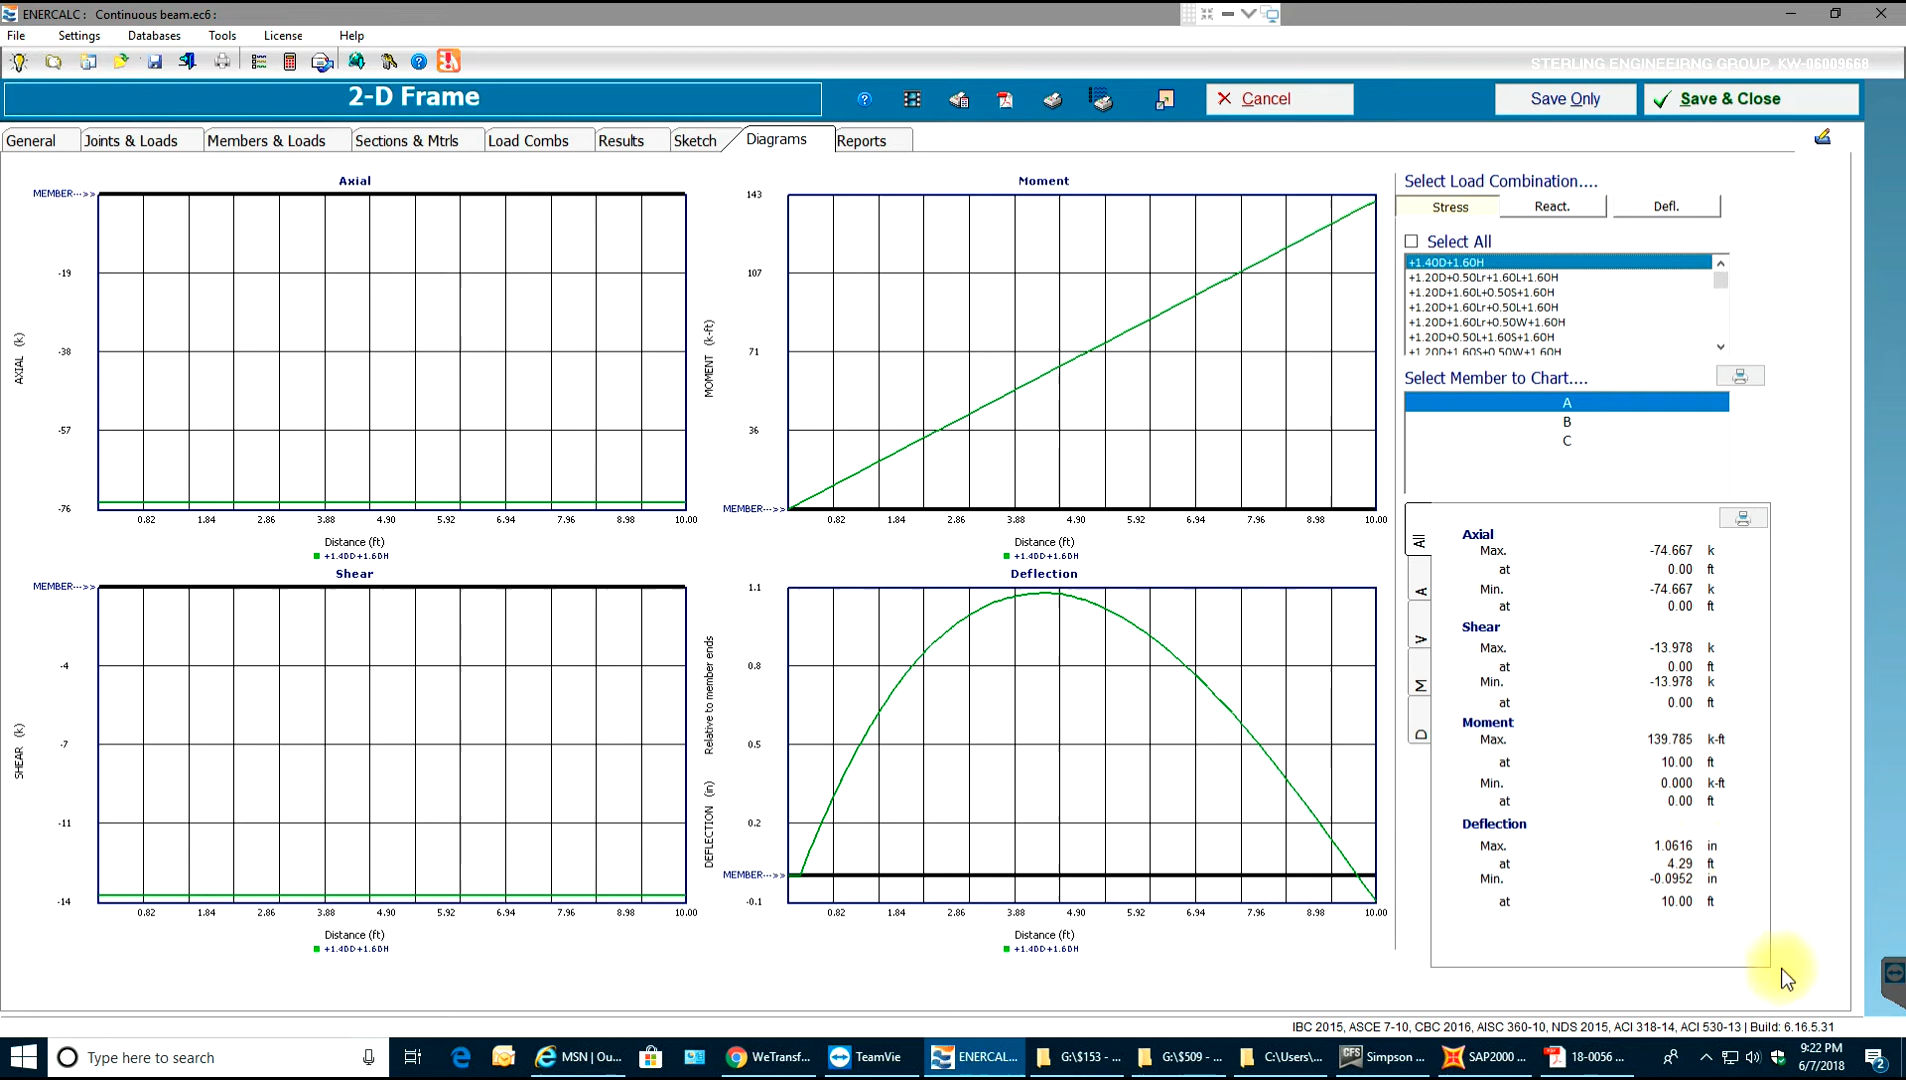 ENERCALC : Continuous beam.ec6 :
File Settings Databases Tools License Help
STERLING ENGINEEIRNG GROUP, KW-06009668
2-D Frame
Cancel
Save Only
Save & Close
General Joints & Loads Members & Loads Sections & Mtrls Load Combs Results Sketch Diagrams Reports
Axial
MEMBER--->>
-19
-38
-57
-76
AXIAL (k)
0.82 1.84 2.86 3.88 4.90 5.92 6.94 7.96 8.98 10.00
Distance (ft)
+1.40D+1.60H
Moment
143
107
71
36
MEMBER--->>
MOMENT (k-ft)
0.82 1.84 2.86 3.88 4.90 5.92 6.94 7.96 8.98 10.00
Distance (ft)
+1.40D+1.60H
Shear
MEMBER--->>
-4
-7
-11
-14
SHEAR (k)
0.82 1.84 2.86 3.88 4.90 5.92 6.94 7.96 8.98 10.00
Distance (ft)
+1.40D+1.60H
Deflection
1.1
0.8
0.5
0.2
MEMBER--->>
-0.1
DEFLECTION (in) Relative to member ends
0.82 1.84 2.86 3.88 4.90 5.92 6.94 7.96 8.98 10.00
Distance (ft)
+1.40D+1.60H
Select Load Combination....
Stress React. Defl.
Select All
+1.40D+1.60H
+1.20D+0.50Lr+1.60L+1.60H
+1.20D+1.60L+0.50S+1.60H
+1.20D+1.60Lr+0.50L+1.60H
+1.20D+1.60Lr+0.50W+1.60H
+1.20D+0.50L+1.60S+1.60H
+1.20D+1.60S+0.50W+1.60H
Select Member to Chart....
A
B
C
All
A
V
M
D
Axial
Max. -74.667 k
at 0.00 ft
Min. -74.667 k
at 0.00 ft
Shear
Max. -13.978 k
at 0.00 ft
Min. -13.978 k
at 0.00 ft
Moment
Max. 139.785 k-ft
at 10.00 ft
Min. 0.000 k-ft
at 0.00 ft
Deflection
Max. 1.0616 in
at 4.29 ft
Min. -0.0952 in
at 10.00 ft
IBC 2015, ASCE 7-10, CBC 2016, AISC 360-10, NDS 2015, ACI 318-14, ACI 530-13 | Build: 6.16.5.31
Type here to search
MSN | Ou...
WeTransf...
TeamVie...
ENERCAL...
G:\$153 - ...
G:\$509 - ...
C:\Users\...
CFS
Simpson ...
SAP2000 ...
18-0056 ...
9:22 PM
6/7/2018
2